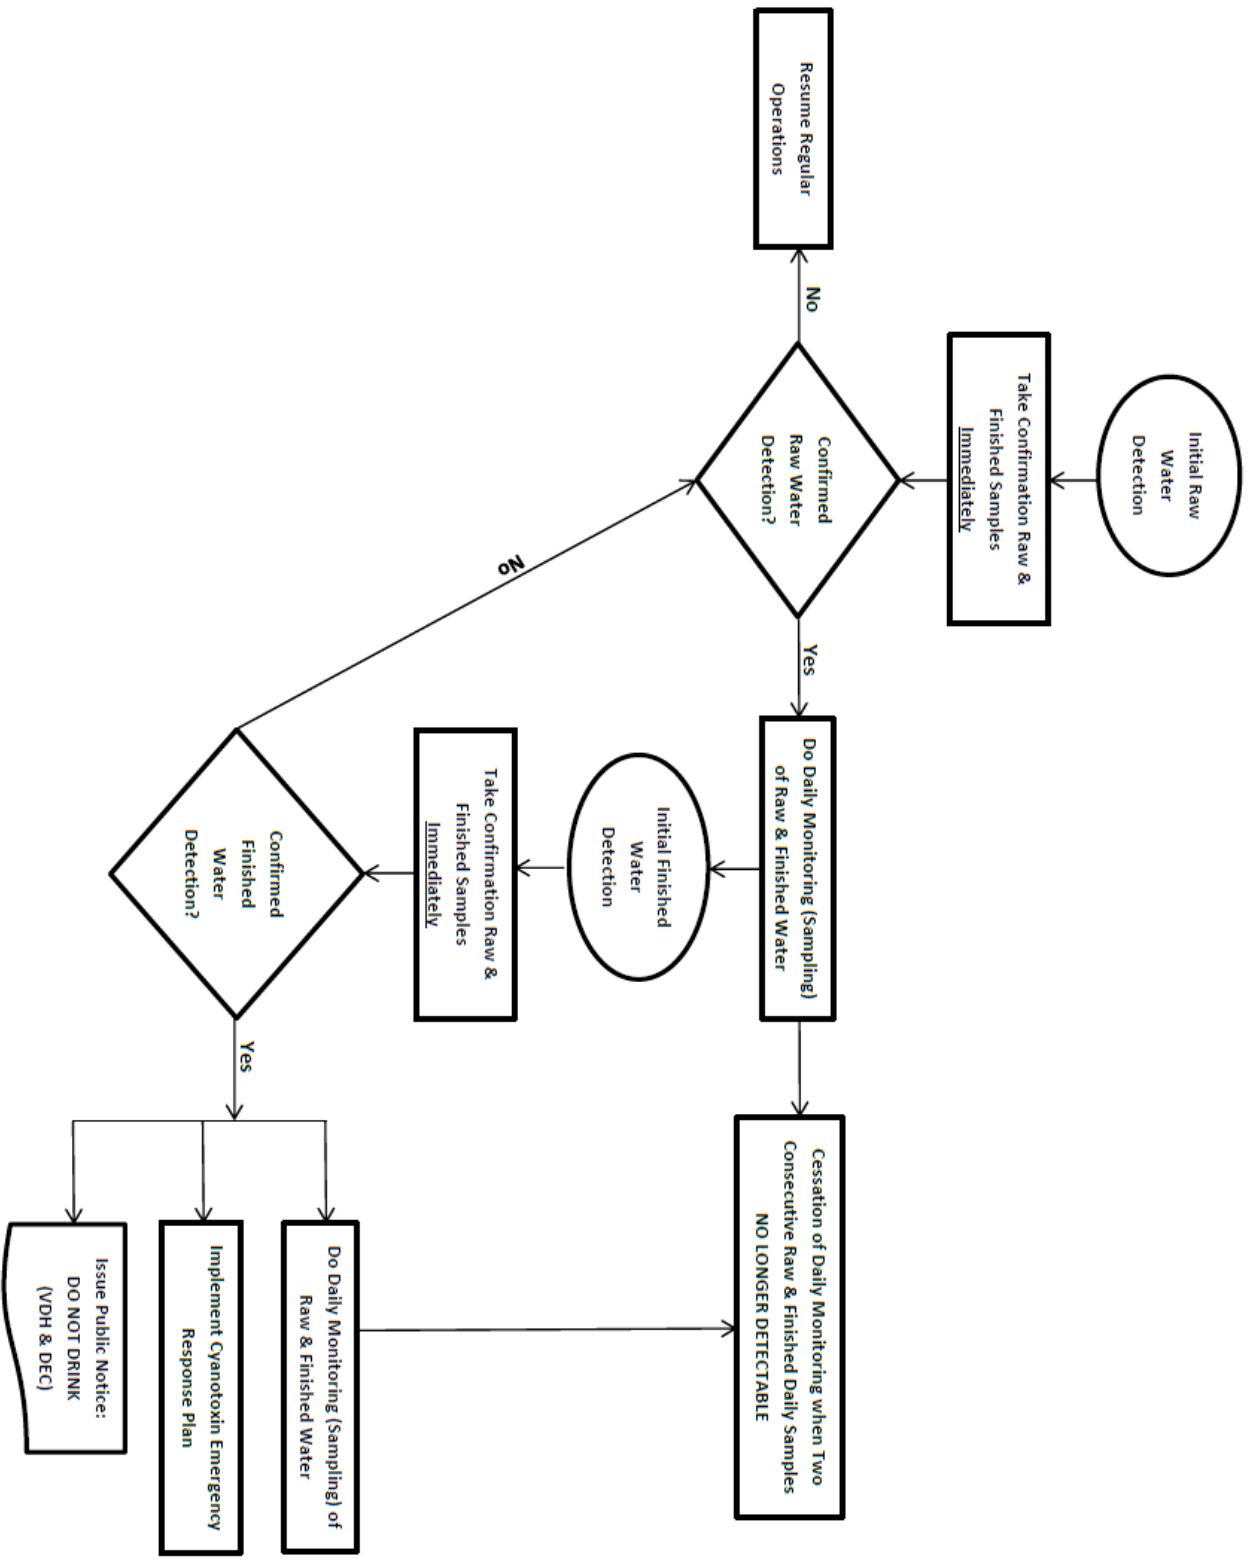 Initial Raw
Water
Detection
Take Confirmation Raw &
Finished Samples
Immediately
Confirmed
Raw Water
Detection?
No
Resume Regular
Operations
Yes
Do Daily Monitoring (Sampling)
of Raw & Finished Water
Cessation of Daily Monitoring when Two
Consecutive Raw & Finished Daily Samples
NO LONGER DETECTABLE
Initial Finished
Water
Detection
Take Confirmation Raw &
Finished Samples
Immediately
Confirmed
Finished
Water
Detection?
No
Yes
Do Daily Monitoring (Sampling) of
Raw & Finished Water
Implement Cyanotoxin Emergency
Response Plan
Issue Public Notice:
DO NOT DRINK
(VDH & DEC)